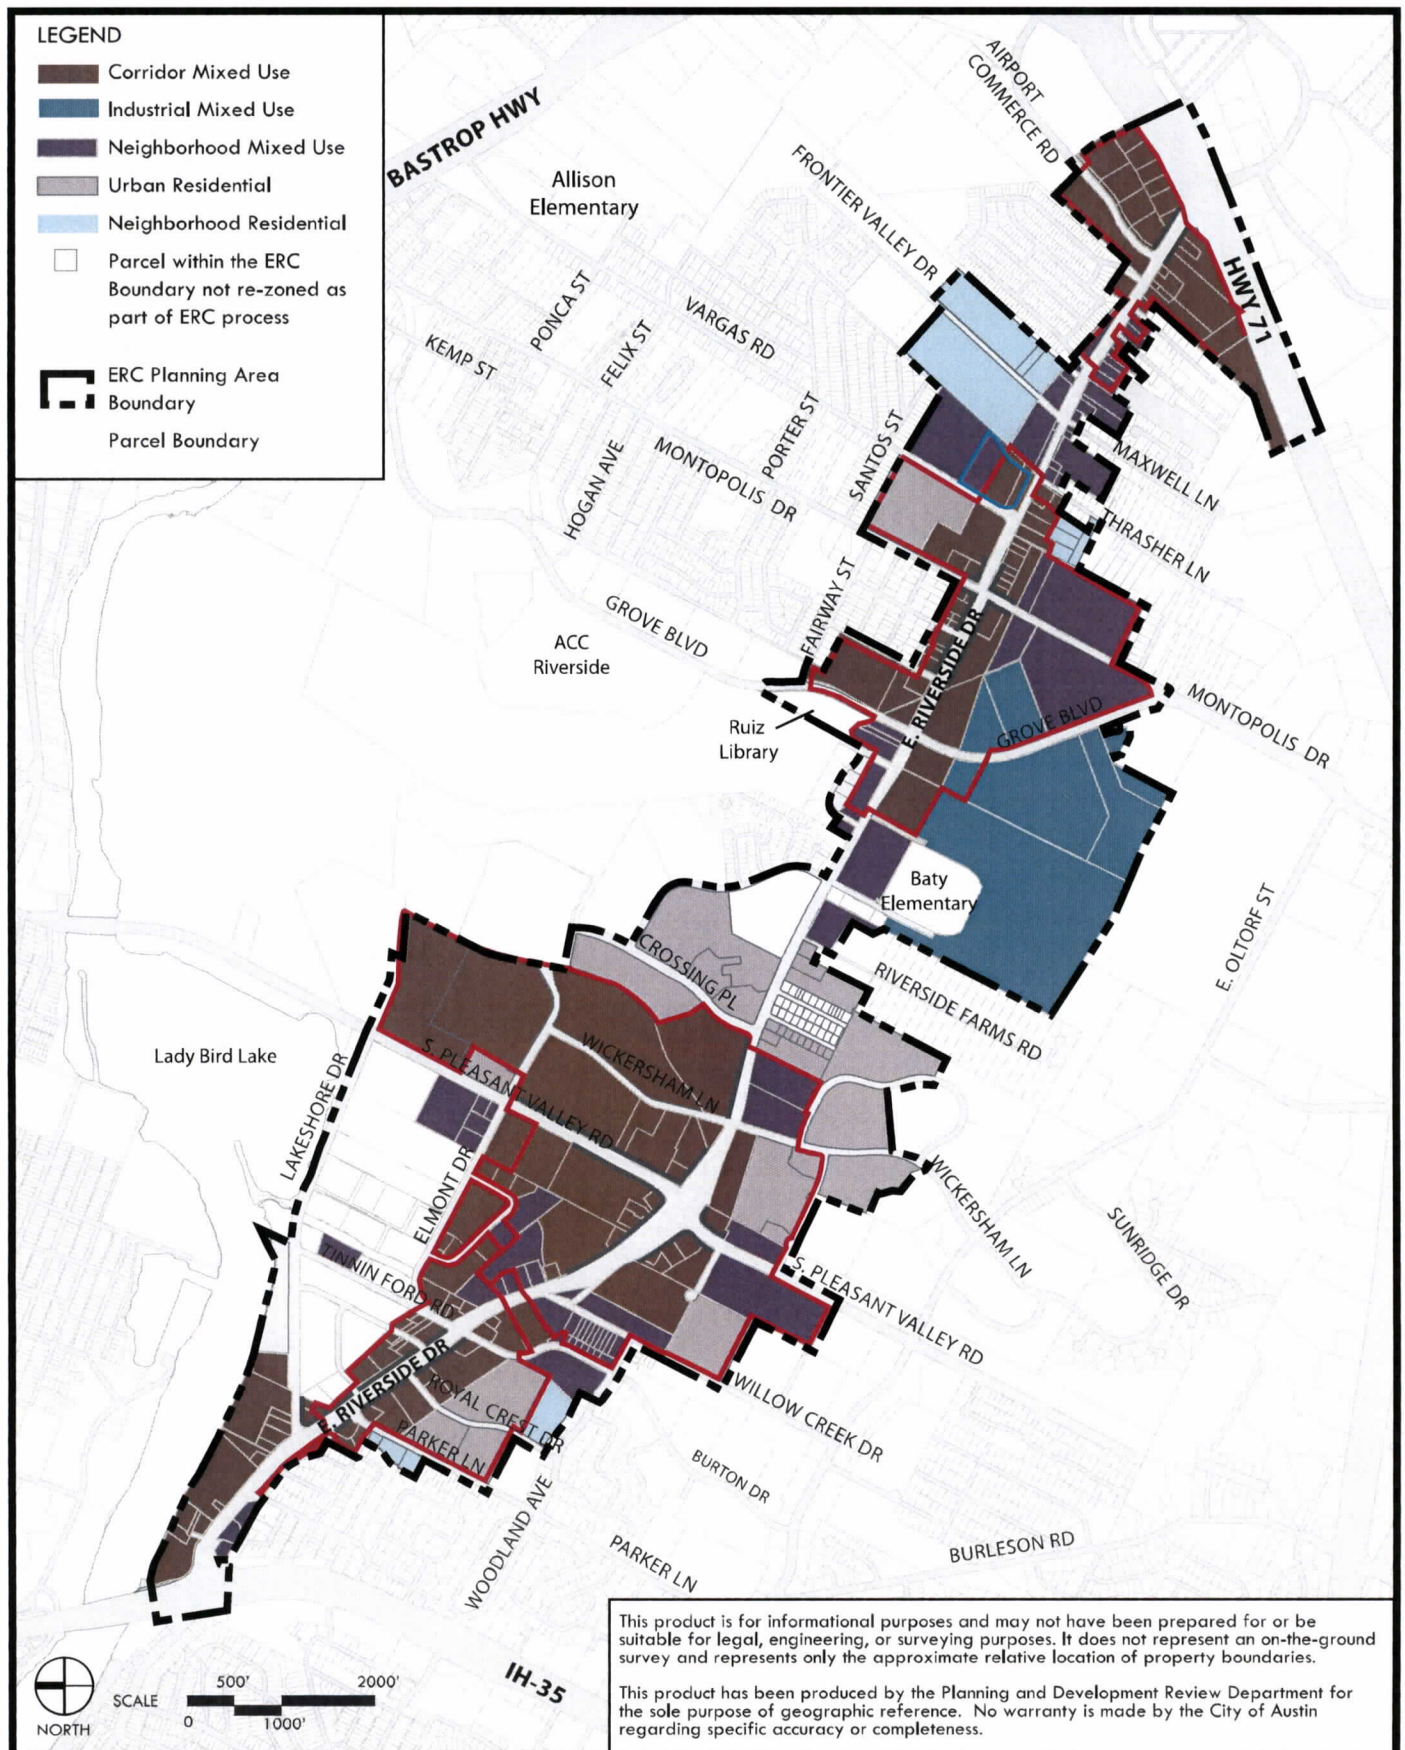 LEGEND
Corridor Mixed Use
Industrial Mixed Use
Neighborhood Mixed Use
Urban Residential
Neighborhood Residential
Parcel within the ERC
Boundary not re-zoned as
part of ERC process
ERC Planning Area
Boundary
Parcel Boundary
BASTROP HWY
Allison
Elementary
AIRPORT
COMMERCE RD
FRONTIER VALLEY DR
HWY 71
PONCA ST
VARGAS RD
KEMP ST
FELIX ST
PORTER ST
SANTOS ST
HOGAN AVE
MONTOPOLIS DR
MAXWELL LN
THRASHER LN
FAIRWAY ST
GROVE BLVD
ACC
Riverside
E. RIVERSIDE DR
Ruiz
Library
GROVE BLVD
MONTOPOLIS DR
Baty
Elementary
E. OLTORF ST
CROSSING PL
RIVERSIDE FARMS RD
Lady Bird Lake
LAKESHORE DR
S. PLEASANT VALLEY RD
WICKERSHAM LN
ELMONT DR
WICKERSHAM LN
SUNRIDGE DR
TINNIN FORD RD
S. PLEASANT VALLEY RD
E. RIVERSIDE DR
ROYAL CREST DR
PARKER LN
WILLOW CREEK DR
BURTON DR
WOODLAND AVE
PARKER LN
BURLESON RD
IH-35
NORTH
SCALE
500'
2000'
0
1000'
This product is for informational purposes and may not have been prepared for or be
suitable for legal, engineering, or surveying purposes. It does not represent an on-the-ground
survey and represents only the approximate relative location of property boundaries.
This product has been produced by the Planning and Development Review Department for
the sole purpose of geographic reference. No warranty is made by the City of Austin
regarding specific accuracy or completeness.